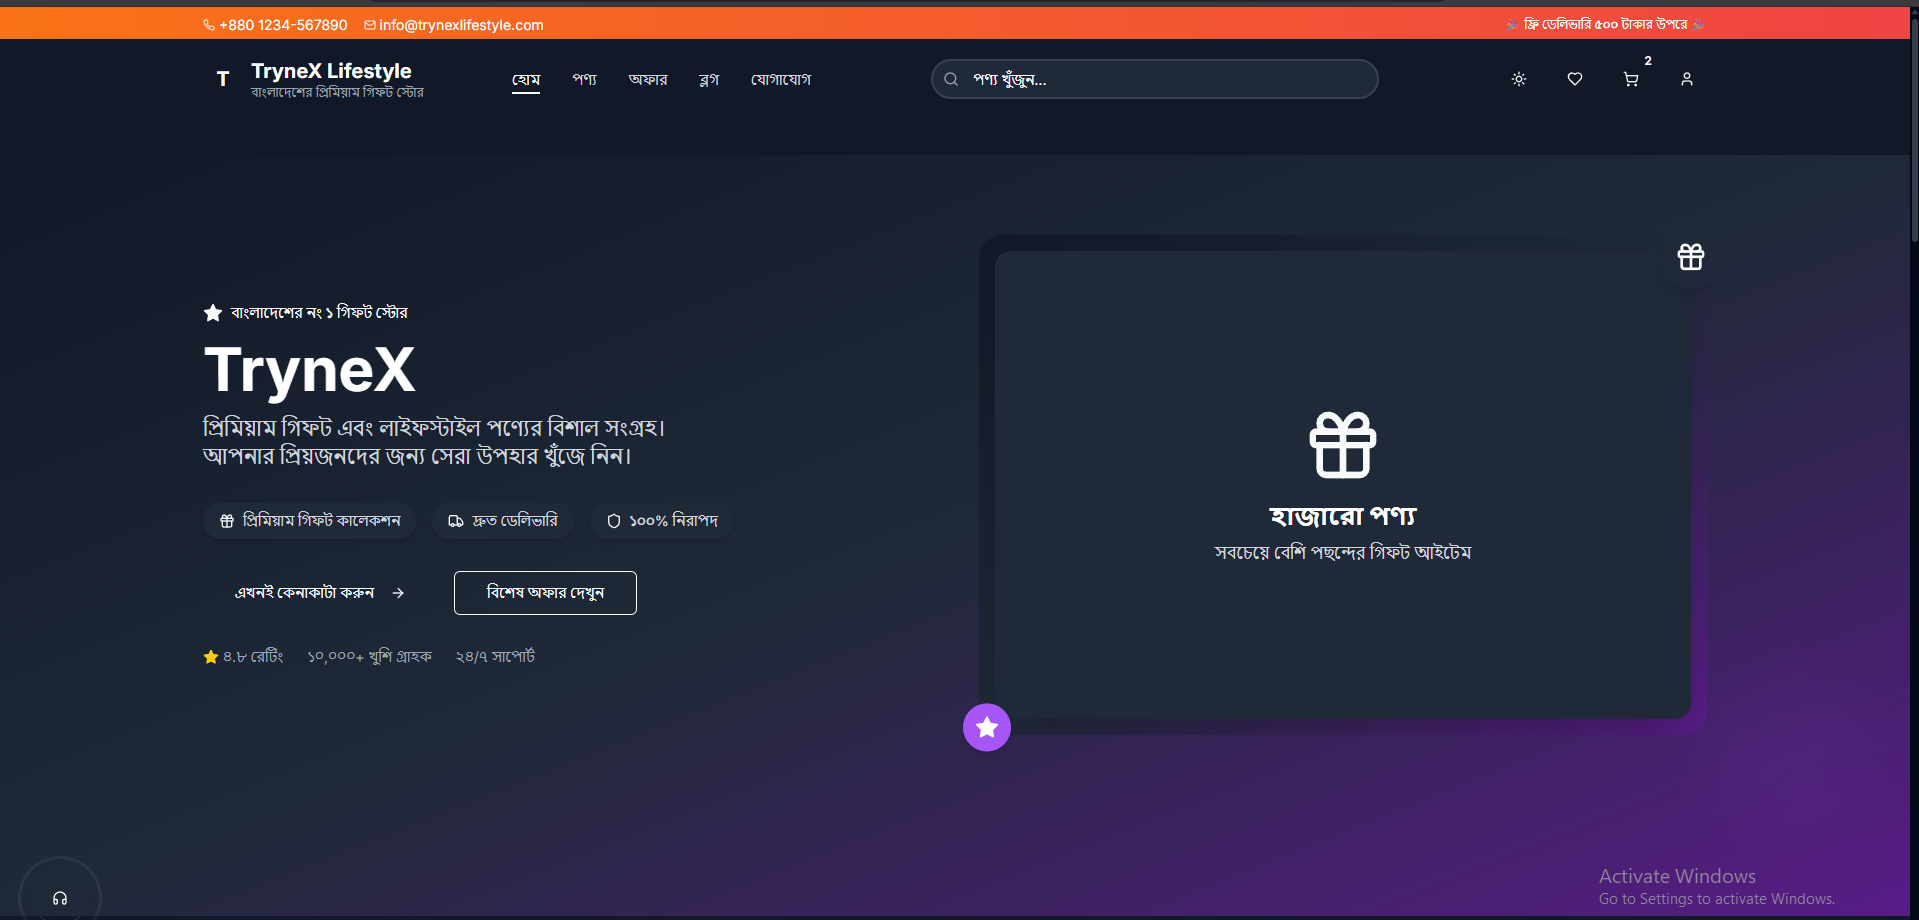 +880 1234-567890
info@trynexlifestyle.com
🎉 ফ্রি ডেলিভারি ৫০০ টাকার উপরে 🎉
T
TryneX Lifestyle
বাংলাদেশের প্রিমিয়াম গিফট স্টোর
হোম
পণ্য
অফার
ব্লগ
যোগাযোগ
পণ্য খুঁজুন...
2
বাংলাদেশের নং ১ গিফট স্টোর
TryneX
প্রিমিয়াম গিফট এবং লাইফস্টাইল পণ্যের বিশাল সংগ্রহ।
আপনার প্রিয়জনদের জন্য সেরা উপহার খুঁজে নিন।
প্রিমিয়াম গিফট কালেকশন
দ্রুত ডেলিভারি
১০০% নিরাপদ
এখনই কেনাকাটা করুন
বিশেষ অফার দেখুন
⭐ ৪.৮ রেটিং
১০,০০০+ খুশি গ্রাহক
২৪/৭ সাপোর্ট
হাজারো পণ্য
সবচেয়ে বেশি পছন্দের গিফট আইটেম
Activate Windows
Go to Settings to activate Windows.